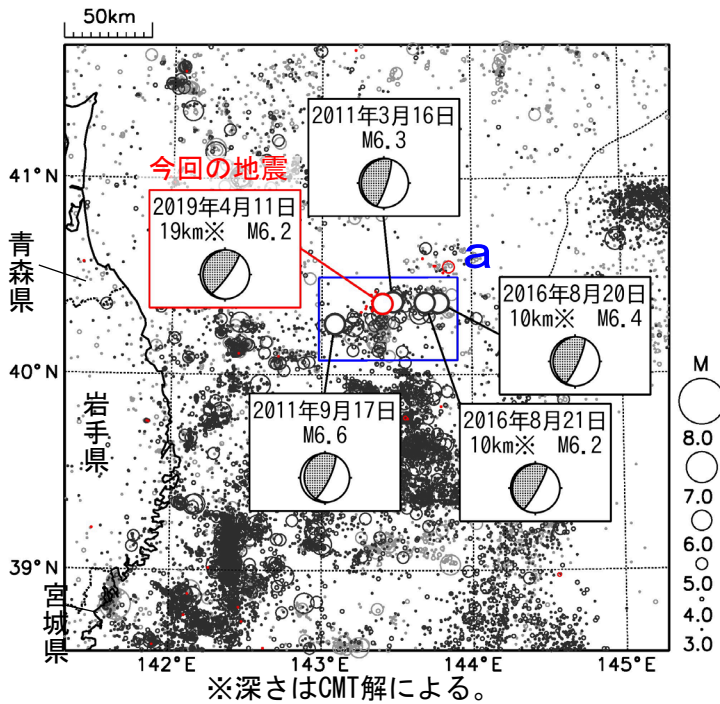 50km
41°N
40°N
39°N
142°E
143°E
144°E
145°E
青森県
岩手県
宮城県
今回の地震
2019年4月11日
19km※ M6.2
2011年3月16日
M6.3
a
2016年8月20日
10km※ M6.4
2011年9月17日
M6.6
2016年8月21日
10km※ M6.2
M
8.0
7.0
6.0
5.0
4.0
3.0
※深さはCMT解による。